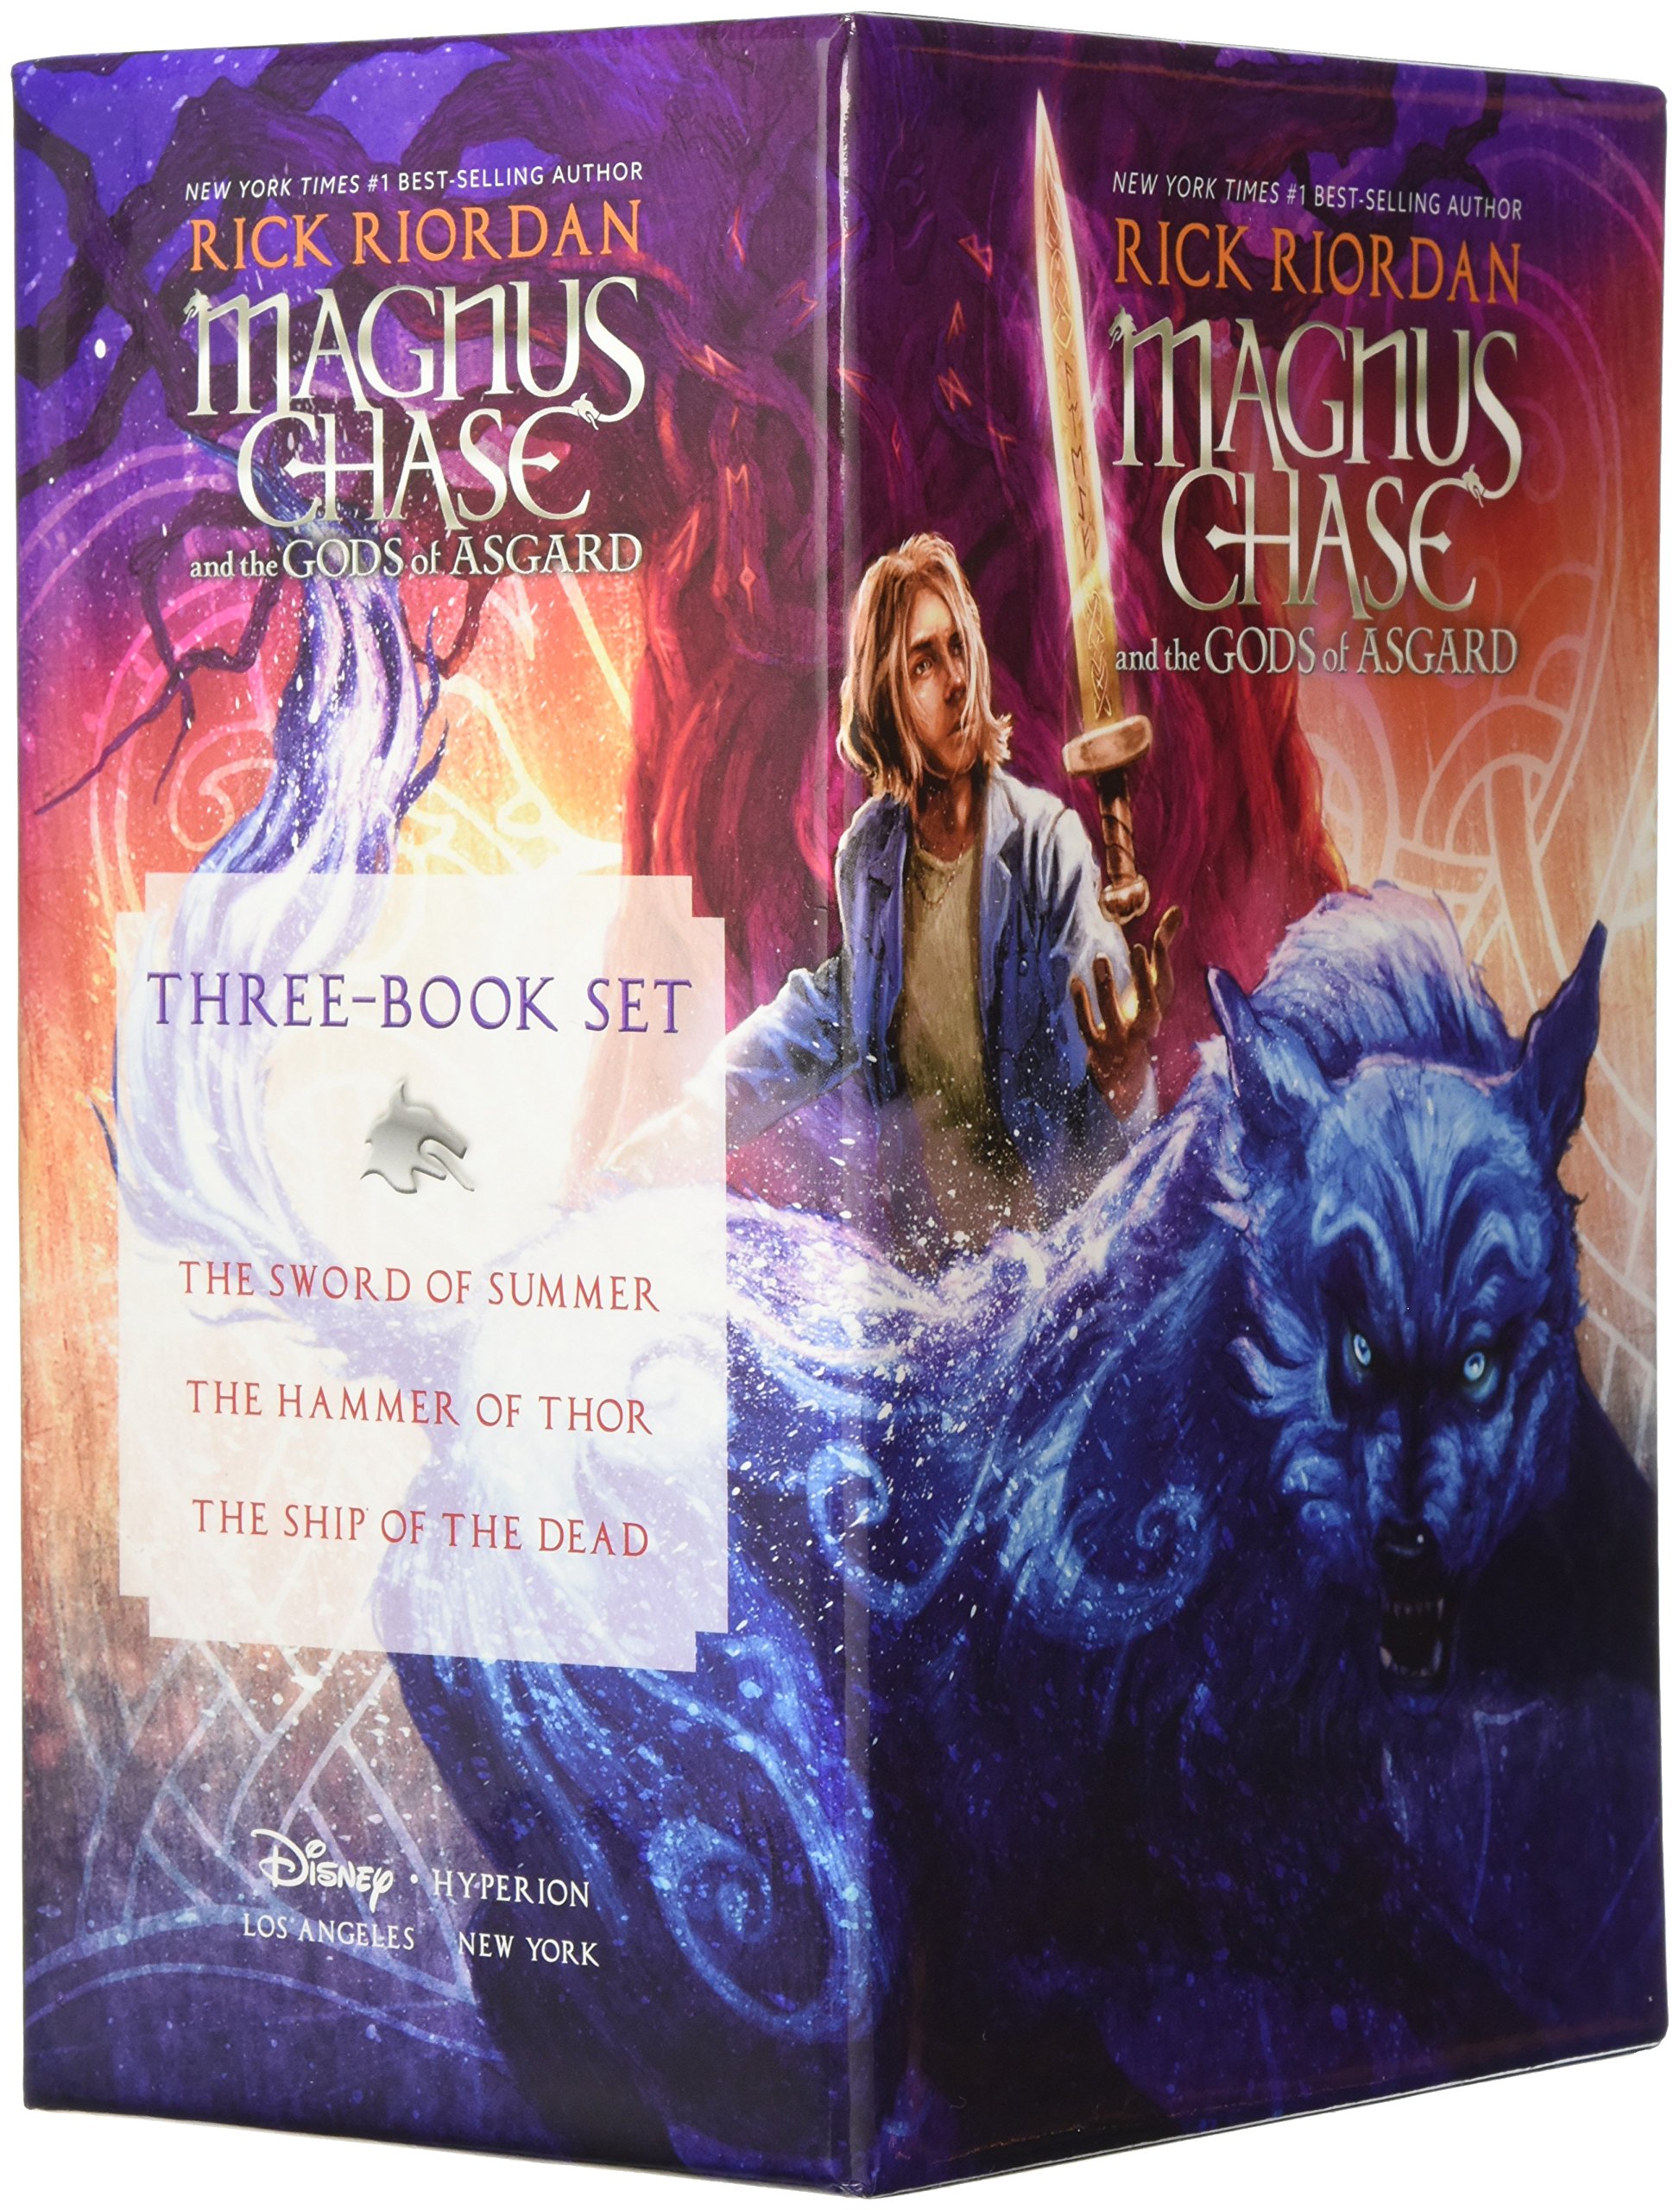 NEW YORK TIMES #1 BEST-SELLING AUTHOR
RICK RIORDAN
MAGNUS
CHASE
and the GODS of ASGARD
THREE-BOOK SET
THE SWORD OF SUMMER
THE HAMMER OF THOR
THE SHIP OF THE DEAD
DISNEY • HYPERION
LOS ANGELES NEW YORK
NEW YORK TIMES #1 BEST-SELLING AUTHOR
RICK RIORDAN
MAGNUS
CHASE
and the GODS of ASGARD